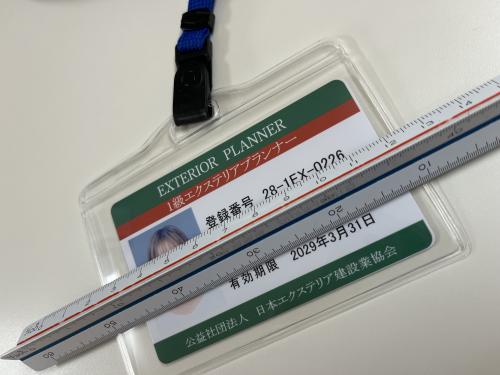 EXTERIOR PLANNER
1級エクステリアプランナー
登録番号 28-1EX-0226
有効期限 2029年3月31日
公益社団法人 日本エクステリア建設業協会